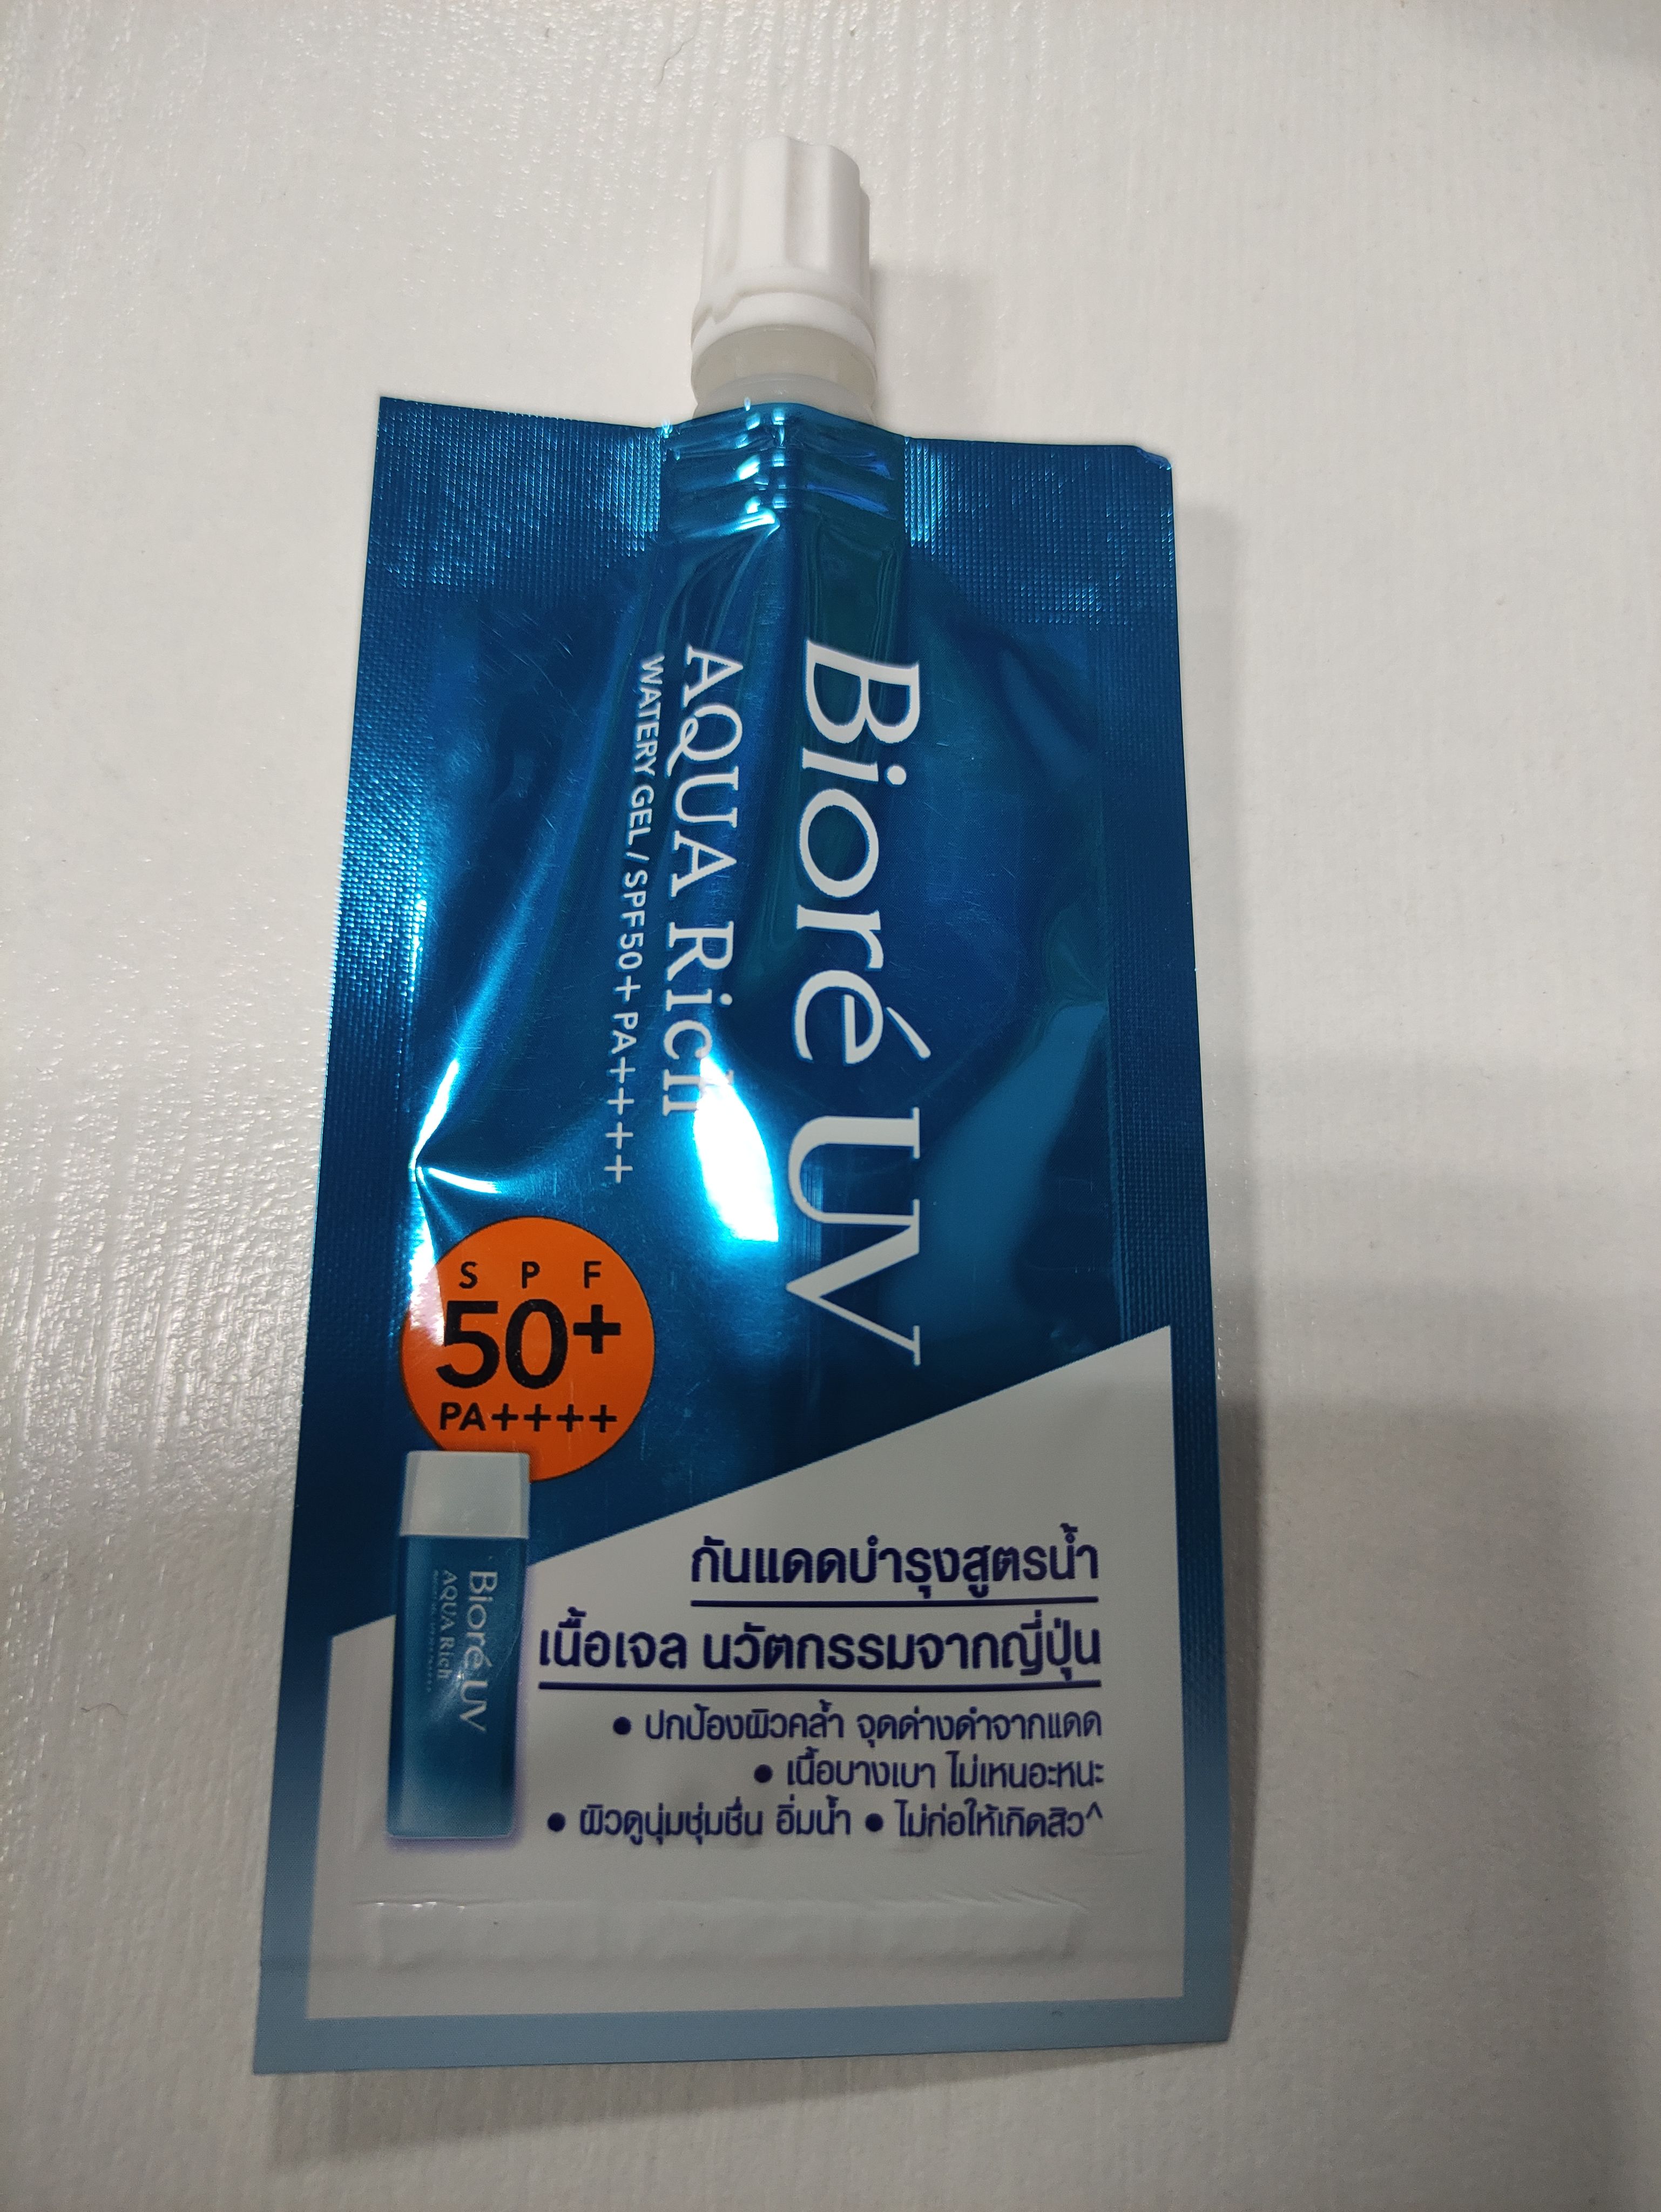 Bioré UV
AQUA Rich
WATERY GEL / SPF50+ PA++++
S P F
50+
PA++++
Bioré UV
AQUA Rich
กันแดดบำรุงสูตรน้ำ
เนื้อเจล นวัตกรรมจากญี่ปุ่น
• ปกป้องผิวคล้ำ จุดด่างดำจากแดด
• เนื้อบางเบา ไม่เหนอะหนะ
• ผิวดูนุ่มชุ่มชื่น อิ่มน้ำ • ไม่ก่อให้เกิดสิว^